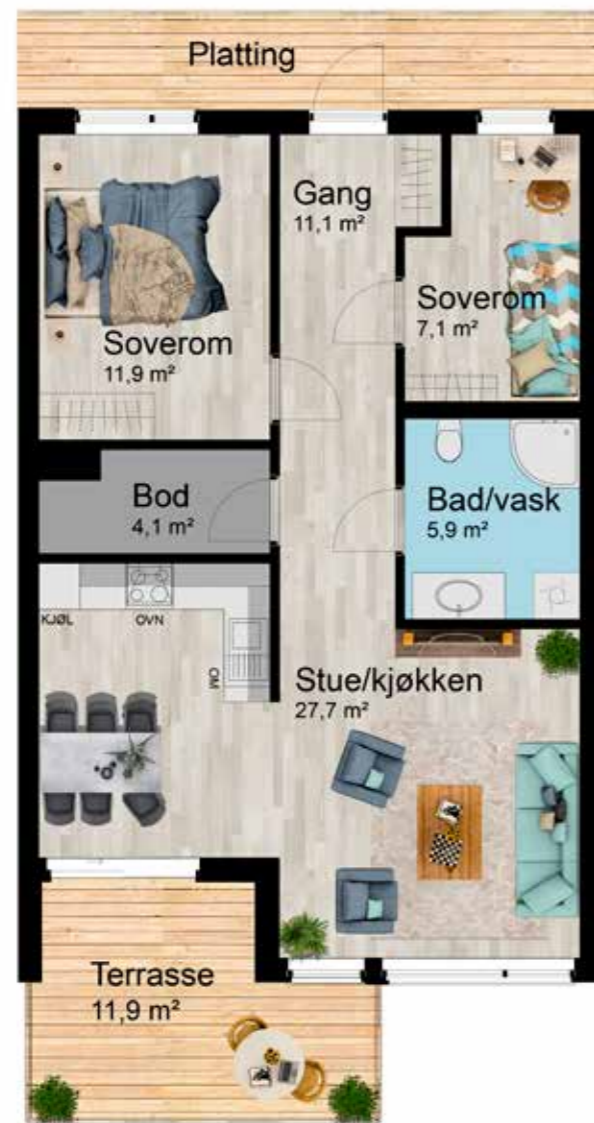 Platting
Gang
11,1 m²
Soverom
7,1 m²
Soverom
11,9 m²
Bod
4,1 m²
Bad/vask
5,9 m²
KJØL
OVN
OM
Stue/kjøkken
27,7 m²
Terrasse
11,9 m²